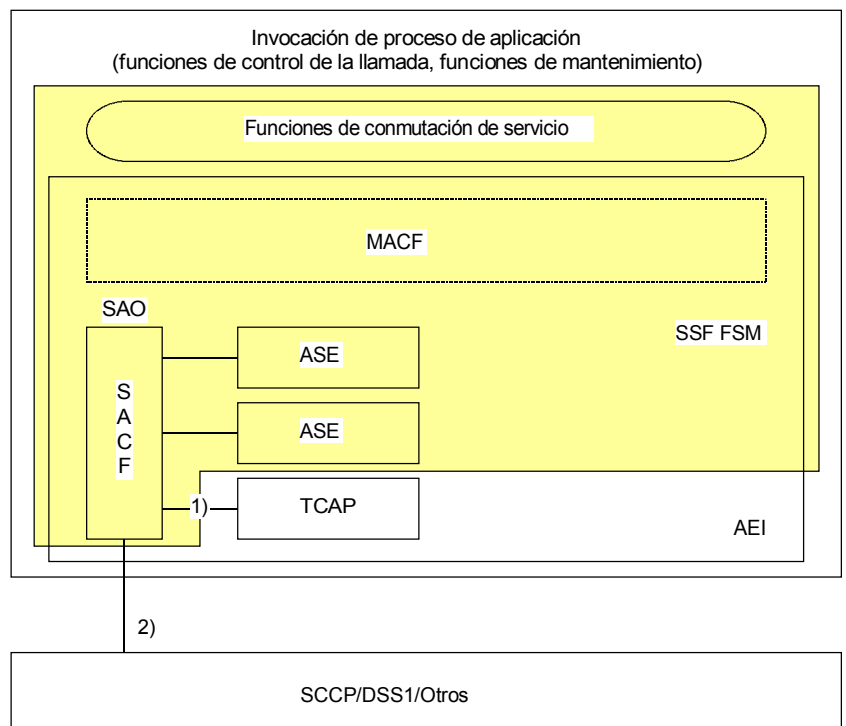 Invocación de proceso de aplicación
(funciones de control de la llamada, funciones de mantenimiento)
Funciones de conmutación de servicio
MACF
SAO
SSF FSM
ASE
S
A
C
F
ASE
1)
TCAP
AEI
2)
SCCP/DSS1/Otros